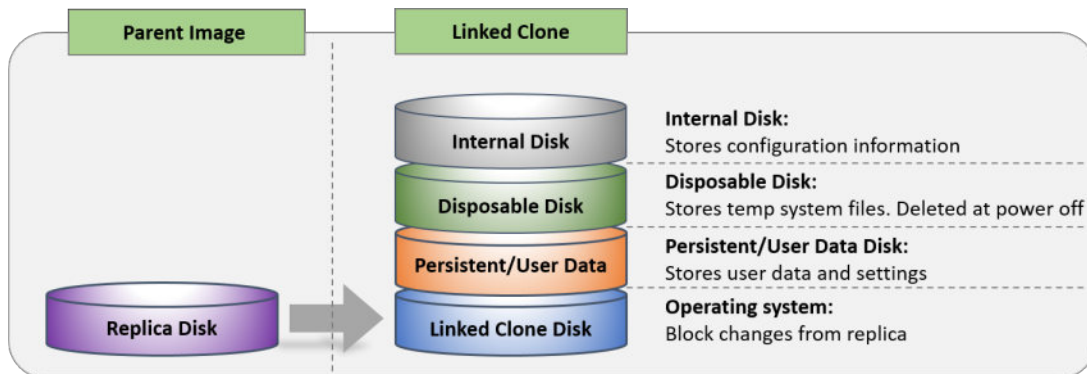 Parent Image
Linked Clone
Internal Disk
Internal Disk:
Stores configuration information
Disposable Disk
Disposable Disk:
Stores temp system files. Deleted at power off
Persistent/User Data
Persistent/User Data Disk:
Stores user data and settings
Replica Disk
Linked Clone Disk
Operating system:
Block changes from replica